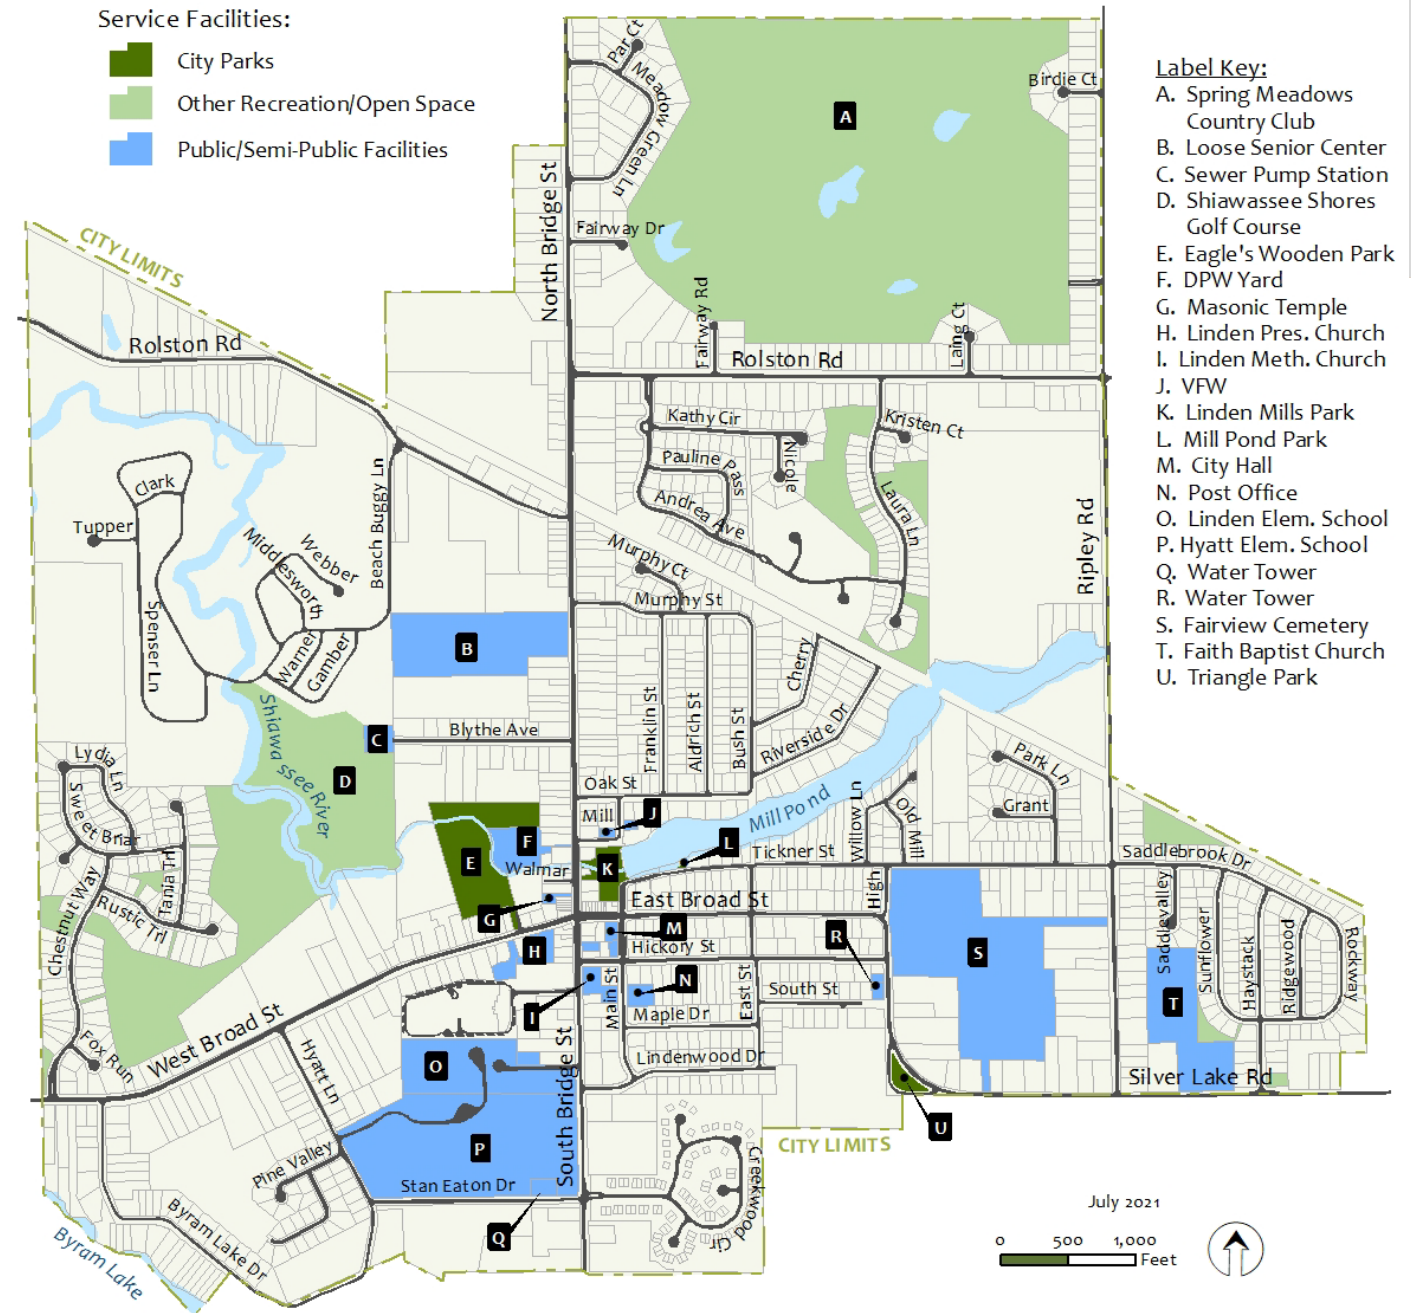 Service Facilities:
City Parks
Other Recreation/Open Space
Public/Semi-Public Facilities
Label Key:
A. Spring Meadows
Country Club
B. Loose Senior Center
C. Sewer Pump Station
D. Shiawassee Shores
Golf Course
E. Eagle's Wooden Park
F. DPW Yard
G. Masonic Temple
H. Linden Pres. Church
I. Linden Meth. Church
J. VFW
K. Linden Mills Park
L. Mill Pond Park
M. City Hall
N. Post Office
O. Linden Elem. School
P. Hyatt Elem. School
Q. Water Tower
R. Water Tower
S. Fairview Cemetery
T. Faith Baptist Church
U. Triangle Park
Par Ct
Meadow Green Ln
Birdie Ct
A
North Bridge St
Fairway Dr
CITY LIMITS
Fairway Rd
Laing Ct
Rolston Rd
Rolston Rd
Kathy Cir
Kristen Ct
Nicole
Pauline Pass
Andrea Ave
Laura Ln
Beach Buggy Ln
Clark
Tupper
Middlesworth
Webber
Ripley Rd
Murphy Ct
Murphy St
Spenser Ln
Warner
Gamber
B
Cherry
Franklin St
Aldrich St
Bush St
Riverside Dr
Shiawassee River
Blythe Ave
C
D
Lydia Ln
Sweet Briar
Oak St
Mill
J
Mill Pond
Park Ln
Grant
Willow Ln
Old Mill
F
E
Walmar
K
L
Tickner St
Saddlebrook Dr
Tania Trl
Rustic Trl
Chestnut Way
G
East Broad St
High
Saddlevalley
Sunflower
Haystack
Ridgewood
Rockway
H
M
Hickory St
R
S
N
Main St
East St
South St
T
I
Maple Dr
West Broad St
Fox Run
Hyatt Ln
Lindenwood Dr
O
South Bridge St
Silver Lake Rd
U
CITY LIMITS
P
Pine Valley
Stan Eaton Dr
Creekwood Cir
Byram Lake Dr
Byram Lake
Q
July 2021
0 500 1,000
Feet